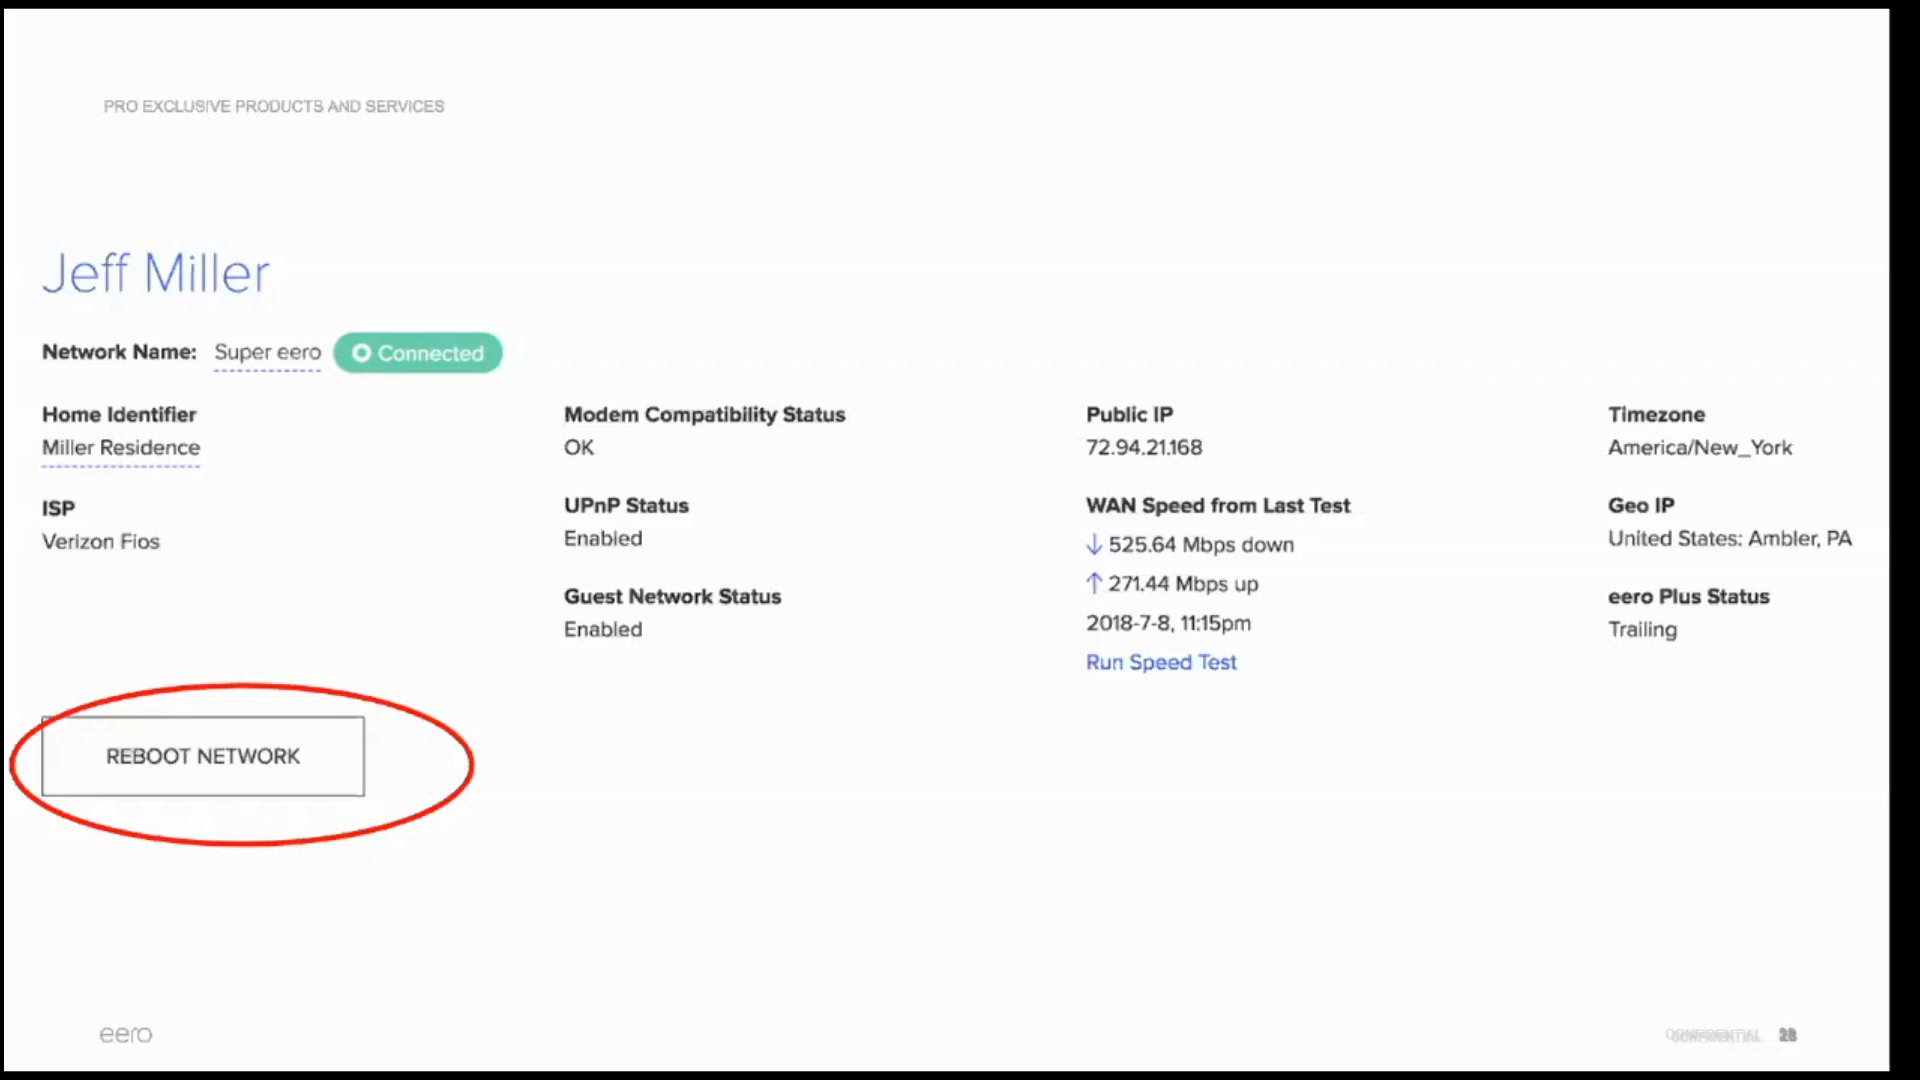 PRO EXCLUSIVE PRODUCTS AND SERVICES
Jeff Miller
Network Name: Super eero Connected
Home Identifier
Miller Residence
ISP
Verizon Fios
Modem Compatibility Status
OK
UPnP Status
Enabled
Guest Network Status
Enabled
Public IP
72.94.21.168
WAN Speed from Last Test
↓ 525.64 Mbps down
↑ 271.44 Mbps up
2018-7-8, 11:15pm
Run Speed Test
Timezone
America/New_York
Geo IP
United States: Ambler, PA
eero Plus Status
Trailing
REBOOT NETWORK
eero
CONFIDENTIAL